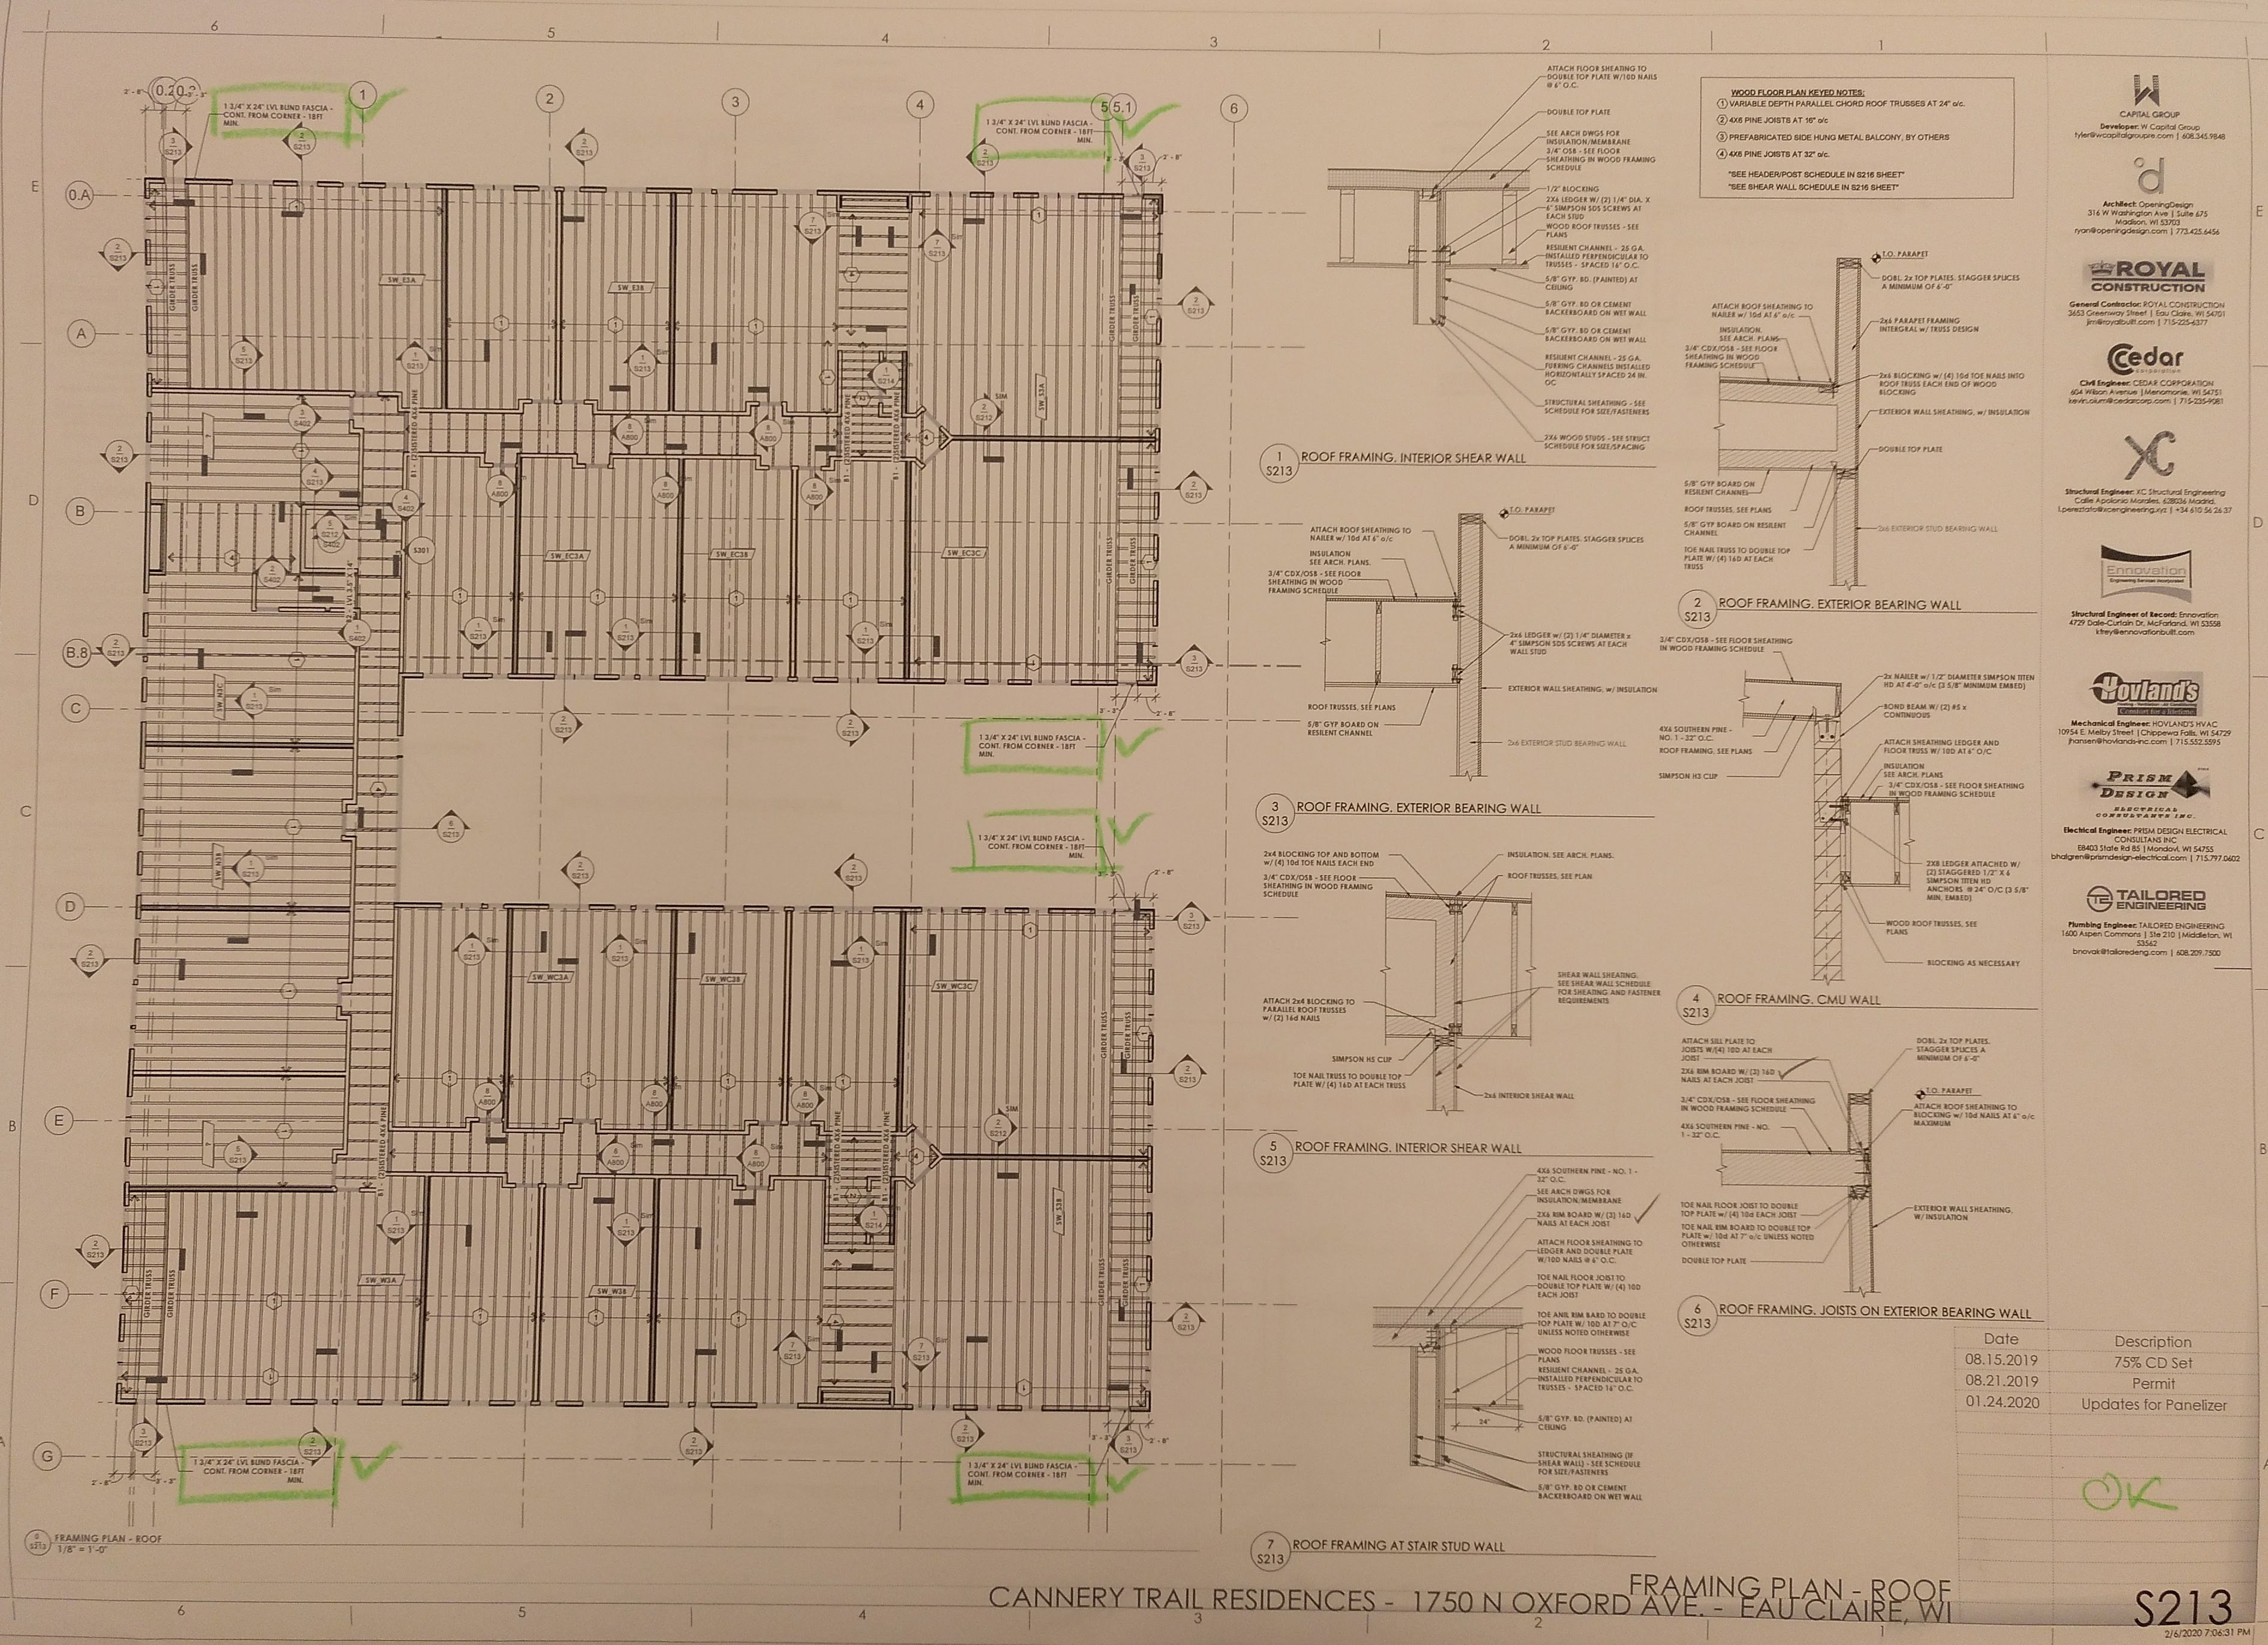 6
5
4
3
2
1
1 3/4" X 24" LVL BLIND FASCIA -
CONT. FROM CORNER - 18FT
MIN.
1
2
3
4
5
5.1
6
1 3/4" X 24" LVL BLIND FASCIA -
CONT. FROM CORNER - 18FT
MIN.
0.A
A
B
B.8
C
D
E
F
G
GIRDER TRUSS
GIRDER TRUSS
SW_E3A
SW_E3B
SW_S3A
B1 - (2)SISTERED 4X6 PINE
SW_EC3A
SW_EC3B
SW_EC3C
SW_N3C
SW_N3B
1 3/4" X 24" LVL BLIND FASCIA -
CONT. FROM CORNER - 18FT
MIN.
1 3/4" X 24" LVL BLIND FASCIA -
CONT. FROM CORNER - 18FT
MIN.
SW_WC3A
SW_WC3B
SW_WC3C
SW_W3A
SW_W3B
SW_S3B
1 3/4" X 24" LVL BLIND FASCIA -
CONT. FROM CORNER - 18FT
MIN.
1 3/4" X 24" LVL BLIND FASCIA -
CONT. FROM CORNER - 18FT
MIN.
FRAMING PLAN - ROOF
1/8" = 1'-0"
ATTACH FLOOR SHEATING TO
DOUBLE TOP PLATE W/10D NAILS
@ 6" O.C.
DOUBLE TOP PLATE
SEE ARCH DWGS FOR
INSULATION/MEMBRANE
3/4" OSB - SEE FLOOR
SHEATHING IN WOOD FRAMING
SCHEDULE
1/2" BLOCKING
2X6 LEDGER W/ (2) 1/4" DIA. X
6" SIMPSON SDS SCREWS AT
EACH STUD
WOOD ROOF TRUSSES - SEE
PLANS
RESILIENT CHANNEL - 25 GA.
INSTALLED PERPENDICULAR TO
TRUSSES - SPACED 16" O.C.
5/8" GYP. BD. (PAINTED) AT
CEILING
5/8" GYP. BD OR CEMENT
BACKERBOARD ON WET WALL
5/8" GYP. BD OR CEMENT
BACKERBOARD ON WET WALL
RESILIENT CHANNEL - 25 GA.
FURRING CHANNELS INSTALLED
HORIZONTALLY SPACED 24 IN.
OC
STRUCTURAL SHEATHING - SEE
SCHEDULE FOR SIZE/FASTENERS
2X6 WOOD STUDS - SEE STRUCT
SCHEDULE FOR SIZE/SPACING
1
S213
ROOF FRAMING. INTERIOR SHEAR WALL
T.O. PARAPET
ATTACH ROOF SHEATHING TO
NAILER w/ 10d AT 6" o/c
DOBL. 2x TOP PLATES. STAGGER SPLICES
A MINIMUM OF 6'-0"
INSULATION
SEE ARCH. PLANS.
3/4" CDX/OSB - SEE FLOOR
SHEATHING IN WOOD
FRAMING SCHEDULE
2x6 LEDGER w/ (2) 1/4" DIAMETER x
4" SIMPSON SDS SCREWS AT EACH
WALL STUD
EXTERIOR WALL SHEATHING, w/ INSULATION
ROOF TRUSSES, SEE PLANS
5/8" GYP BOARD ON
RESILENT CHANNEL
2x6 EXTERIOR STUD BEARING WALL
3
S213
ROOF FRAMING. EXTERIOR BEARING WALL
2x4 BLOCKING TOP AND BOTTOM
w/ (4) 10d TOE NAILS EACH END
3/4" CDX/OSB - SEE FLOOR
SHEATHING IN WOOD FRAMING
SCHEDULE
INSULATION. SEE ARCH. PLANS.
ROOF TRUSSES, SEE PLAN
SHEAR WALL SHEATING.
SEE SHEAR WALL SCHEDULE
FOR SHEATING AND FASTENER
REQUIREMENTS
ATTACH 2x4 BLOCKING TO
PARALLEL ROOF TRUSSES
w/ (2) 16d NAILS
SIMPSON H5 CLIP
TOE NAIL TRUSS TO DOUBLE TOP
PLATE W/ (4) 16D AT EACH TRUSS
2x6 INTERIOR SHEAR WALL
5
S213
ROOF FRAMING. INTERIOR SHEAR WALL
4X6 SOUTHERN PINE - NO. 1 -
32" O.C.
SEE ARCH DWGS FOR
INSULATION/MEMBRANE
2X6 RIM BOARD W/ (3) 16D
NAILS AT EACH JOIST
ATTACH FLOOR SHEATHING TO
LEDGER AND DOUBLE PLATE
W/10D NAILS @ 6" O.C.
TOE NAIL FLOOR JOIST TO
DOUBLE TOP PLATE W/ (4) 10D
EACH JOIST
TOE ANIL RIM BARD TO DOUBLE
TOP PLATE W/ 10D AT 7" O/C
UNLESS NOTED OTHERWISE
WOOD FLOOR TRUSSES - SEE
PLANS
RESILIENT CHANNEL - 25 GA.
INSTALLED PERPENDICULAR TO
TRUSSES - SPACED 16" O.C.
24"
5/8" GYP. BD. (PAINTED) AT
CEILING
STRUCTURAL SHEATHING (IF
SHEAR WALL) - SEE SCHEDULE
FOR SIZE/FASTENERS
5/8" GYP. BD OR CEMENT
BACKERBOARD ON WET WALL
7
S213
ROOF FRAMING AT STAIR STUD WALL
WOOD FLOOR PLAN KEYED NOTES:
1 VARIABLE DEPTH PARALLEL CHORD ROOF TRUSSES AT 24" o/c.
2 4X6 PINE JOISTS AT 16" o/c
3 PREFABRICATED SIDE HUNG METAL BALCONY, BY OTHERS
4 4X6 PINE JOISTS AT 32" o/c.
"SEE HEADER/POST SCHEDULE IN S216 SHEET"
"SEE SHEAR WALL SCHEDULE IN S216 SHEET"
T.O. PARAPET
DOBL. 2x TOP PLATES. STAGGER SPLICES
A MINIMUM OF 6'-0"
ATTACH ROOF SHEATHING TO
NAILER w/ 10d AT 6" o/c
INSULATION.
SEE ARCH. PLANS.
3/4" CDX/OSB - SEE FLOOR
SHEATHING IN WOOD
FRAMING SCHEDULE
2x6 PARAPET FRAMING
INTERGRAL w/ TRUSS DESIGN
2x6 BLOCKING w/ (4) 10d TOE NAILS INTO
ROOF TRUSS EACH END OF WOOD
BLOCKING
EXTERIOR WALL SHEATHING, w/ INSULATION
DOUBLE TOP PLATE
5/8" GYP BOARD ON
RESILENT CHANNEL
ROOF TRUSSES, SEE PLANS
5/8" GYP BOARD ON RESILENT
CHANNEL
TOE NAIL TRUSS TO DOUBLE TOP
PLATE W/ (4) 16D AT EACH
TRUSS
2x6 EXTERIOR STUD BEARING WALL
2
S213
ROOF FRAMING. EXTERIOR BEARING WALL
3/4" CDX/OSB - SEE FLOOR SHEATHING
IN WOOD FRAMING SCHEDULE
2x NAILER w/ 1/2" DIAMETER SIMPSON TITEN
HD AT 4'-0" o/c (3 5/8" MINIMUM EMBED)
BOND BEAM W/ (2) #5 x
CONTINUOUS
4X6 SOUTHERN PINE -
NO. 1 - 32" O.C.
ROOF FRAMING, SEE PLANS
SIMPSON H3 CLIP
ATTACH SHEATHING LEDGER AND
FLOOR TRUSS W/ 10D AT 6" O/C
INSULATION
SEE ARCH. PLANS
3/4" CDX/OSB - SEE FLOOR SHEATHING
IN WOOD FRAMING SCHEDULE
2X8 LEDGER ATTACHED W/
(2) STAGGERED 1/2" X 6
SIMPSON TITEN HD
ANCHORS @ 24" O/C (3 5/8"
MIN. EMBED)
WOOD ROOF TRUSSES, SEE
PLANS
BLOCKING AS NECESSARY
4
S213
ROOF FRAMING. CMU WALL
ATTACH SILL PLATE TO
JOISTS W/(4) 10D AT EACH
JOIST
2X6 RIM BOARD W/ (3) 16D
NAILS AT EACH JOIST
3/4" CDX/OSB - SEE FLOOR SHEATHING
IN WOOD FRAMING SCHEDULE
4X6 SOUTHERN PINE - NO.
1 - 32" O.C.
DOBL. 2x TOP PLATES.
STAGGER SPLICES A
MINIMUM OF 6'-0"
T.O. PARAPET
ATTACH ROOF SHEATHING TO
BLOCKING w/ 10d NAILS AT 6" o/c
MAXIMUM
TOE NAIL FLOOR JOIST TO DOUBLE
TOP PLATE w/ (4) 10d EACH JOIST
TOE NAIL RIM BOARD TO DOUBLE TOP
PLATE w/ 10d AT 7" o/c UNLESS NOTED
OTHERWISE
DOUBLE TOP PLATE
EXTERIOR WALL SHEATHING,
W/ INSULATION
6
S213
ROOF FRAMING. JOISTS ON EXTERIOR BEARING WALL
CAPITAL GROUP
Developer: W Capital Group
tyler@wcapitalgroupre.com | 608.345.9848
Architect: OpeningDesign
316 W Washington Ave | Suite 675
Madison, WI 53703
ryan@openingdesign.com | 773.425.6456
ROYAL
CONSTRUCTION
General Contractor: ROYAL CONSTRUCTION
3653 Greenway Street | Eau Claire, WI 54701
jim@royalbuilt.com | 715-225-6377
Cedar
corporation
Civil Engineer: CEDAR CORPORATION
604 Wilson Avenue | Menomonie, WI 54751
kevin.oium@cedarcorp.com | 715-235-9081
XC
Structural Engineer: XC Structural Engineering
Calle Apolonio Morales, 628036 Madrid,
l.pereztato@xcengineering.xyz | +34 610 56 26 37
Ennovation
Structural Engineer of Record: Ennovation
4729 Dale-Curtain Dr, McFarland, WI 53558
kfrey@ennovationbuilt.com
Hovland's
Mechanical Engineer: HOVLAND'S HVAC
10954 E. Melby Street | Chippewa Falls, WI 54729
jhansen@hovlands-inc.com | 715.552.5595
PRISM
DESIGN
ELECTRICAL
CONSULTANTS INC.
Electrical Engineer: PRISM DESIGN ELECTRICAL
CONSULTANS INC
E8403 State Rd 85 | Mondovi, WI 54755
bhallgren@prismdesign-electrical.com | 715.797.0602
TAILORED
ENGINEERING
Plumbing Engineer: TAILORED ENGINEERING
1600 Aspen Commons | Ste 210 | Middleton, WI
53562
bnovak@tailoredeng.com | 608.209.7500
Date Description
08.15.2019 75% CD Set
08.21.2019 Permit
01.24.2020 Updates for Panelizer
OK
FRAMING PLAN - ROOF
CANNERY TRAIL RESIDENCES - 1750 N OXFORD AVE. - EAU CLAIRE, WI
S213
2/6/2020 7:06:31 PM
6
5
4
3
2
1